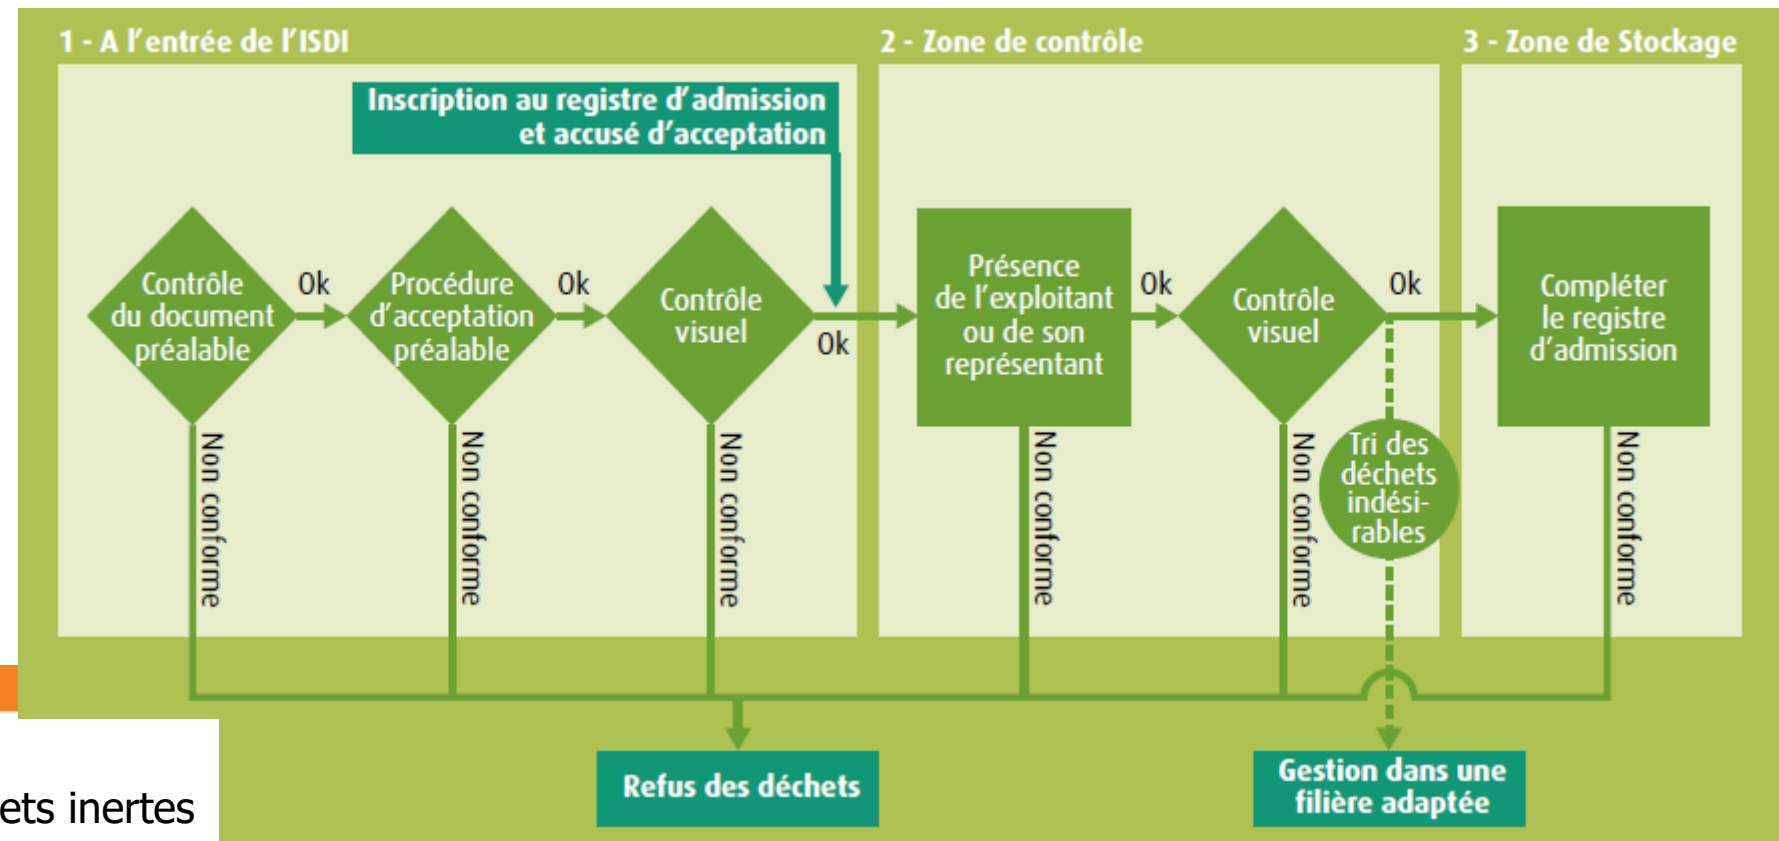 1 - A l'entrée de l'ISDI
Inscription au registre d'admission
et accusé d'acceptation
Contrôle
du document
préalable
Ok
Procédure
d'acceptation
préalable
Ok
Contrôle
visuel
Ok
Non conforme
Non conforme
Non conforme
2 - Zone de contrôle
Présence
de l'exploitant
ou de son
représentant
Ok
Contrôle
visuel
Ok
Non conforme
Non conforme
Tri des
déchets
indési-
rables
3 - Zone de Stockage
Compléter
le registre
d'admission
Non conforme
Refus des déchets
Gestion dans une
filière adaptée
ets inertes